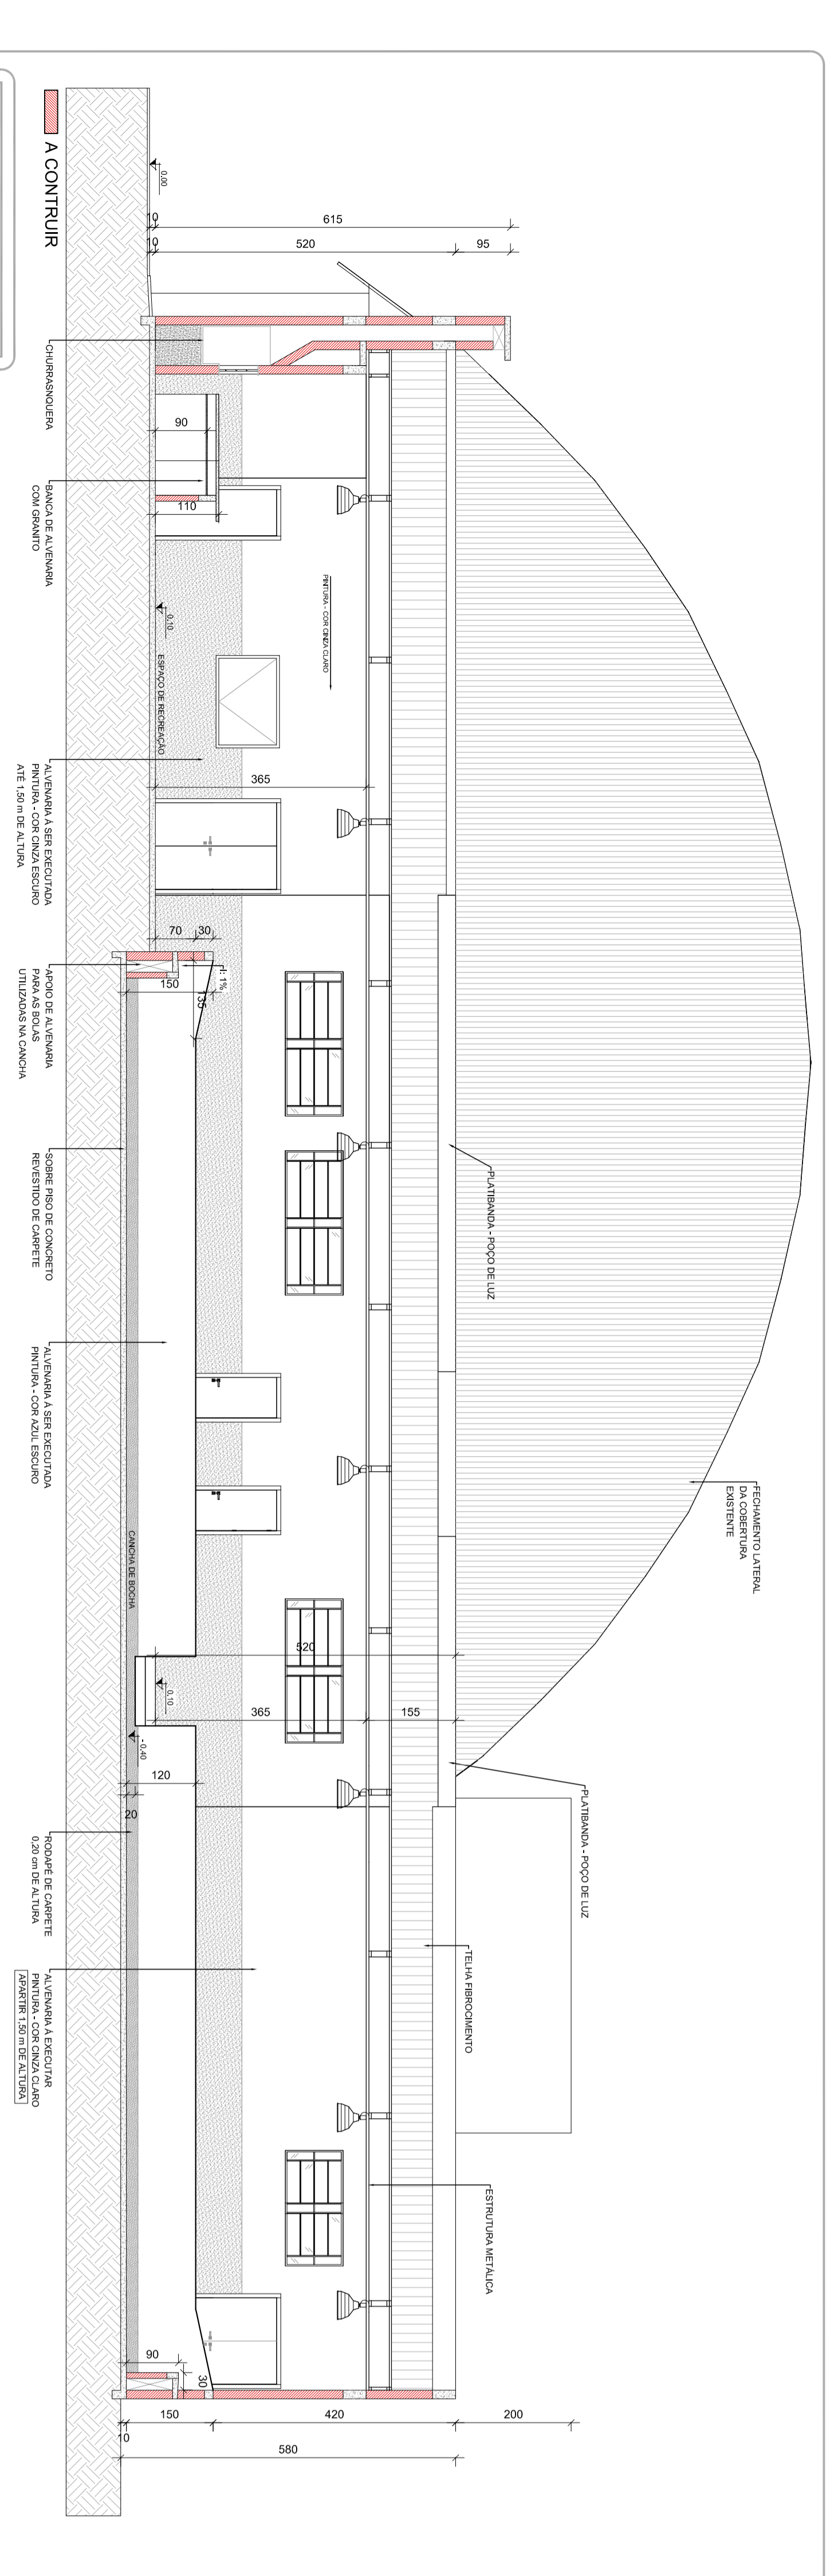 A CONTRUIR
0,00
10
615
10
520
95
CHURRASNQUERA
90
BANCA DE ALVENARIA
COM GRANITO
110
PINTURA - COR CINZA CLARO
0,10
ESPAÇO DE RECREAÇÃO
ALVENARIA Á SER EXECUTADA
PINTURA - COR CINZA ESCURO
ATÉ 1,50 m DE ALTURA
365
70
30
I: 1%
135
150
APOIO DE ALVENARIA
PARA AS BOLAS
UTILIZADAS NA CANCHA
SOBRE PISO DE CONCRETO
REVESTIDO DE CARPETE
PLATIBANDA - POÇO DE LUZ
ALVENARIA Á SER EXECUTADA
PINTURA - COR AZUL ESCURO
FECHAMENTO LATERAL
DA COBERTURA
EXISTENTE
CANCHA DE BOCHA
520
0,10
365
155
- 0,40
120
20
PLATIBANDA - POÇO DE LUZ
RODAPÉ DE CARPETE
0,20 cm DE ALTURA
TELHA FIBROCIMENTO
ALVENARIA Á EXECUTAR
PINTURA - COR CINZA CLARO
APARTIR 1,50 m DE ALTURA
ESTRUTURA METÁLICA
90
30
10
150
420
200
580